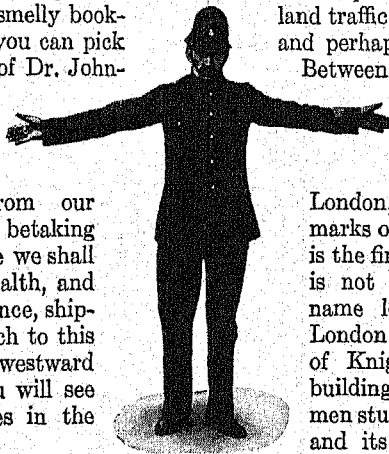 smelly book-
you can pick
of Dr. John-
rom our
betaking
e we shall
alth, and
nce, ship-
ch to this
westward
u will see
es in the
land traffic
and perhap
Between
London.
marks o
is the fir
is not
name l
London
of Knig
building
men stu
and its